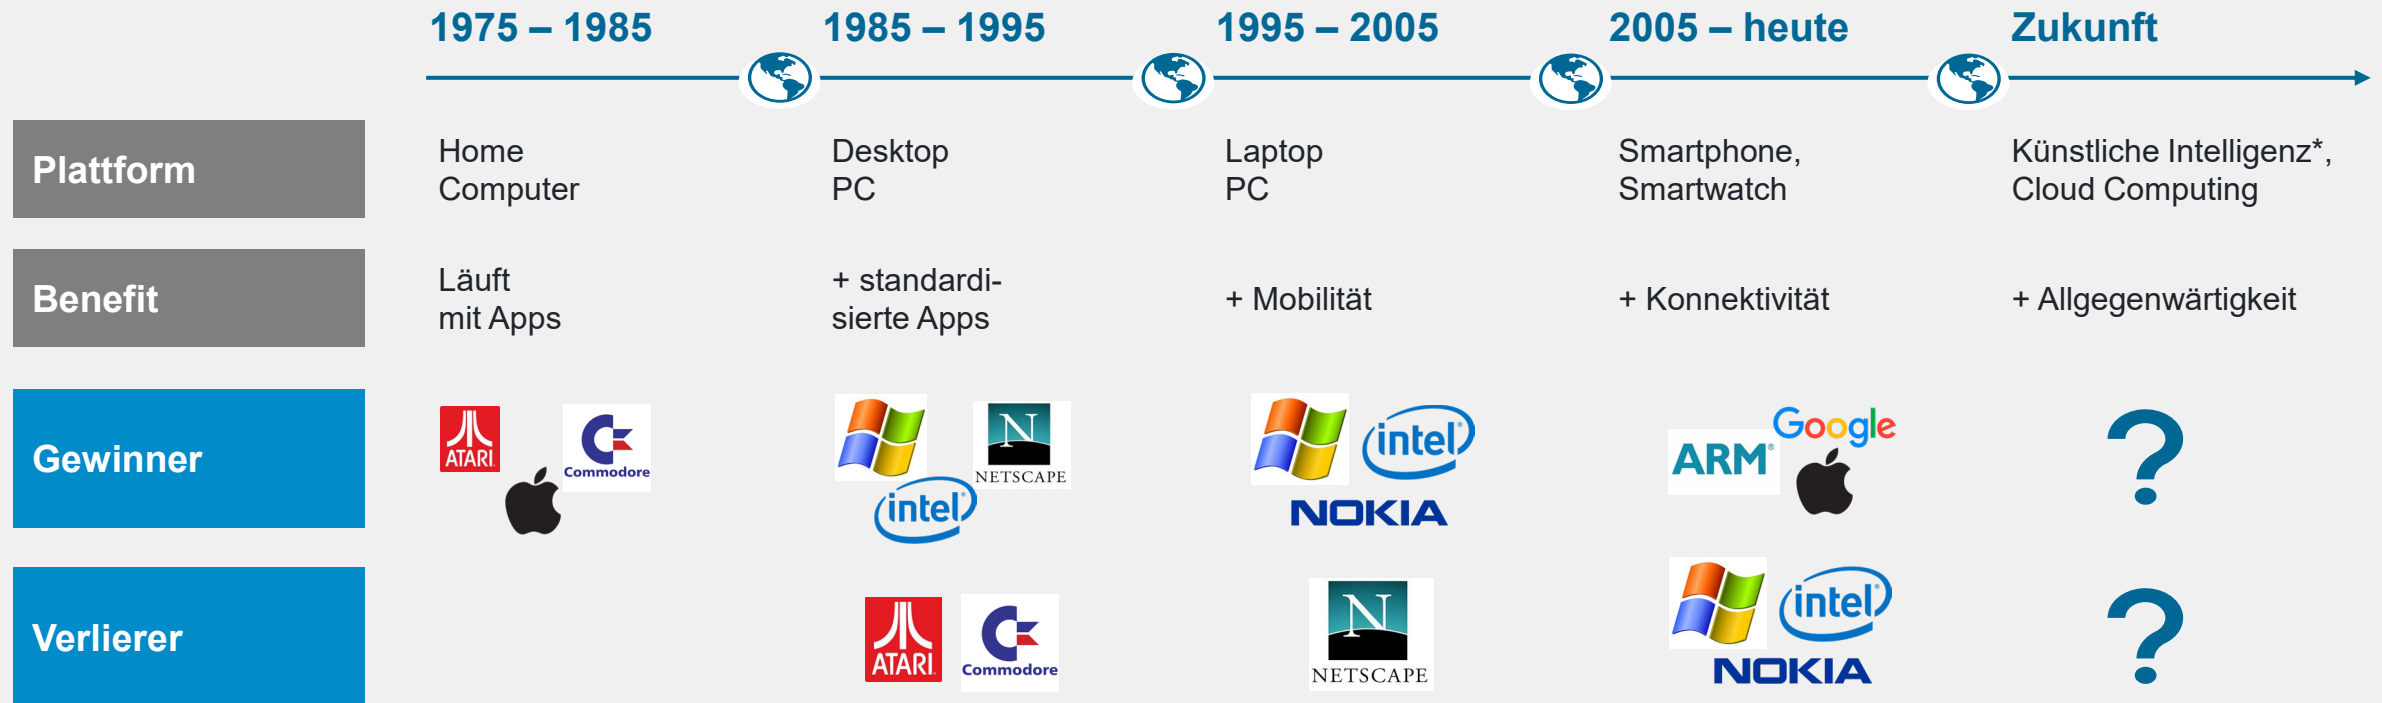 1975 – 1985
1985 – 1995
1995 – 2005
2005 – heute
Zukunft
Plattform
Home
Computer
Desktop
PC
Laptop
PC
Smartphone,
Smartwatch
Künstliche Intelligenz*,
Cloud Computing
Benefit
Läuft
mit Apps
+ standardi-
sierte Apps
+ Mobilität
+ Konnektivität
+ Allgegenwärtigkeit
Gewinner
ATARI
Commodore
N
NETSCAPE
intel®
intel®
NOKIA
ARM®
Google
?
Verlierer
ATARI
Commodore
N
NETSCAPE
intel®
NOKIA
?